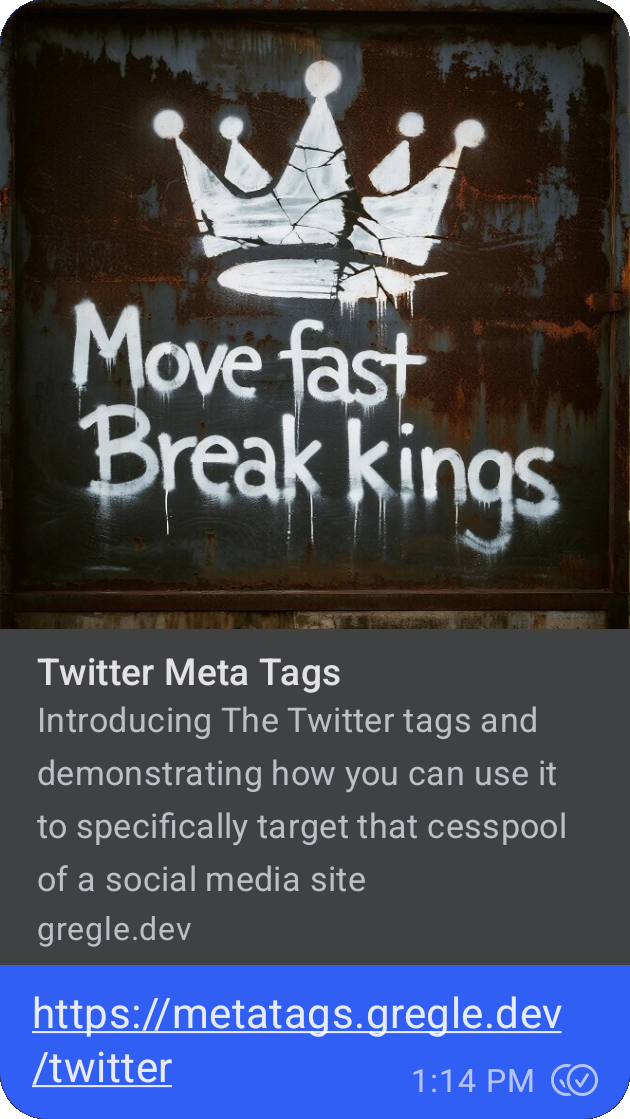 Move fast
Break kings
Twitter Meta Tags
Introducing The Twitter tags and
demonstrating how you can use it
to specifically target that cesspool
of a social media site
gregle.dev
https://metatags.gregle.dev
/twitter
1:14 PM